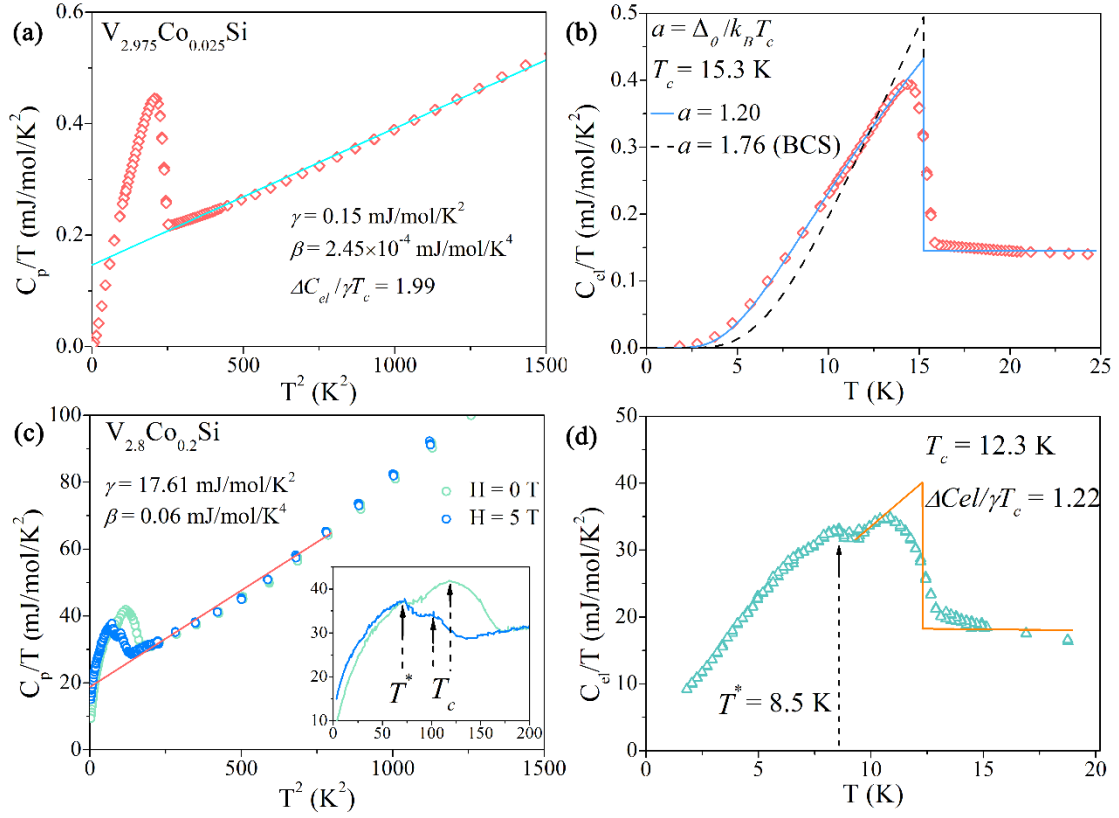 (a)
V2.975Co0.025Si
γ = 0.15 mJ/mol/K²
β = 2.45×10⁻⁴ mJ/mol/K⁴
ΔCel/γTc = 1.99
0.6
0.4
0.2
0.0
Cp/T (mJ/mol/K²)
0 500 1000 1500
T² (K²)
(b)
a = Δ0/kBTc
Tc = 15.3 K
a = 1.20
a = 1.76 (BCS)
0.5
0.4
0.3
0.2
0.1
0.0
Cel/T (mJ/mol/K²)
0 5 10 15 20 25
T (K)
(c)
V2.8Co0.2Si
γ = 17.61 mJ/mol/K²
β = 0.06 mJ/mol/K⁴
H = 0 T
H = 5 T
100
80
60
40
20
0
Cp/T (mJ/mol/K²)
40
30
20
10
T*
Tc
0 50 100 150 200
0 500 1000 1500
T² (K²)
(d)
Tc = 12.3 K
ΔCel/γTc = 1.22
T* = 8.5 K
50
40
30
20
10
0
Cel/T (mJ/mol/K²)
0 5 10 15 20
T (K)